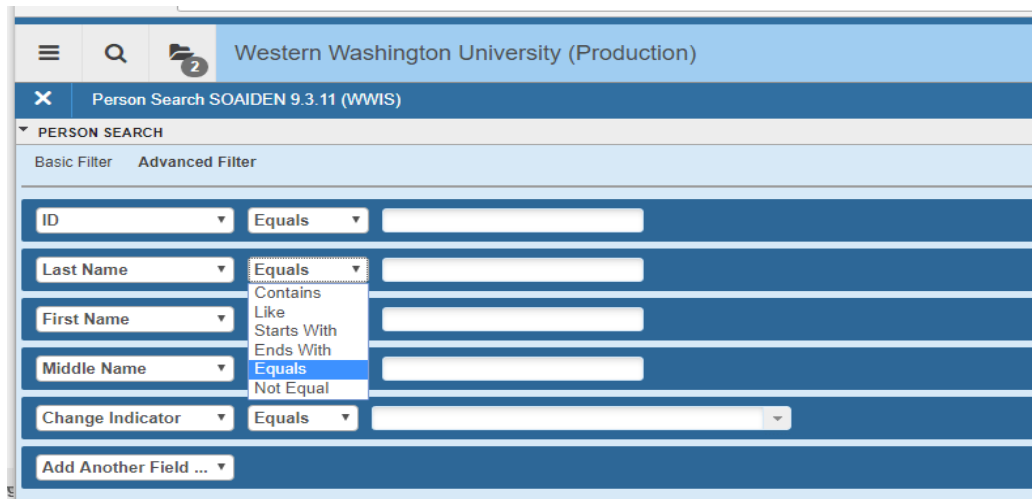 2
Western Washington University (Production)
Person Search SOAIDEN 9.3.11 (WWIS)
PERSON SEARCH
Basic Filter Advanced Filter
ID Equals
Last Name Equals
Contains
First Name Like
Starts With
Ends With
Middle Name Equals
Not Equal
Change Indicator Equals
Add Another Field ...